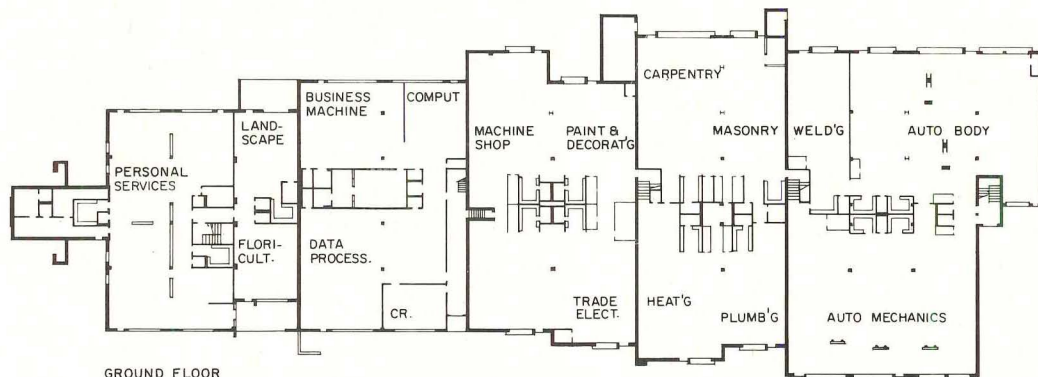 PERSONAL
SERVICES
LAND-
SCAPE
FLORI-
CULT.
BUSINESS
MACHINE
COMPUT
DATA
PROCESS.
CR.
MACHINE
SHOP
PAINT &
DECORAT'G
TRADE
ELECT.
CARPENTRY
MASONRY
HEAT'G
PLUMB'G
WELD'G
AUTO BODY
AUTO MECHANICS
GROUND FLOOR